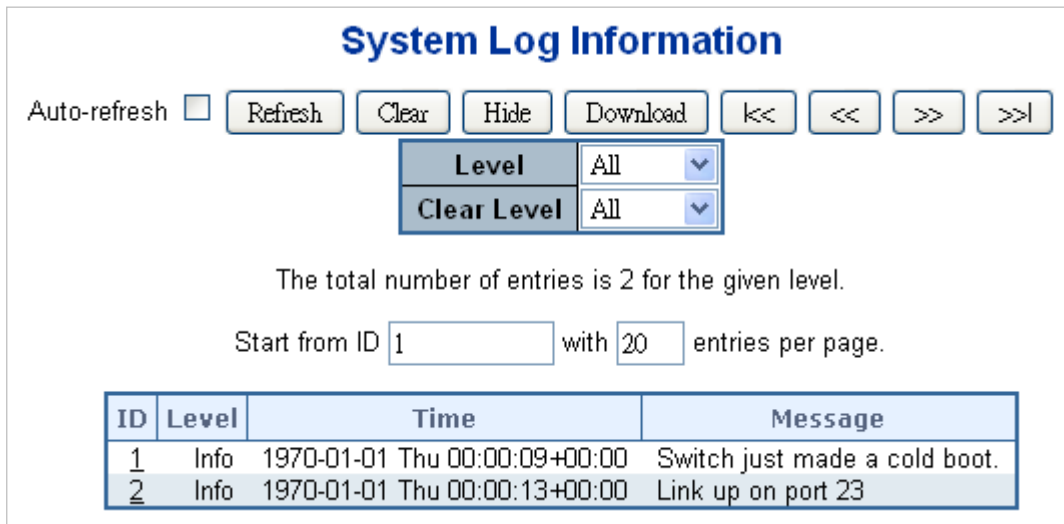 System Log Information
Auto-refresh Refresh Clear Hide Download |<< << >> >>|
Level All
Clear Level All
The total number of entries is 2 for the given level.
Start from ID 1 with 20 entries per page.
ID Level Time Message
1 Info 1970-01-01 Thu 00:00:09+00:00 Switch just made a cold boot.
2 Info 1970-01-01 Thu 00:00:13+00:00 Link up on port 23